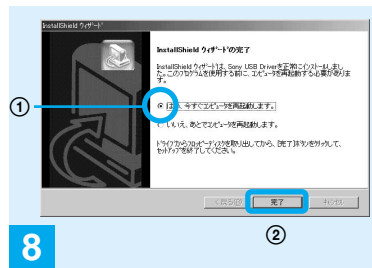 InstallShield ウィザード
InstallShield ウィザードの完了
InstallShield ウィザードは、Sony USB Driverを正常にインストールしまし
た。このプログラムを使用する前に、コンピュータを再起動する必要がありま
す。
① はい、今すぐコンピュータを再起動します。
いいえ、あとでコンピュータを再起動します。
ドライブからフロッピーディスクを取り出してから、[完了]ボタンをクリックして、
セットアップを終了してください。
< 戻る(B) 完了 キャンセル
②
8